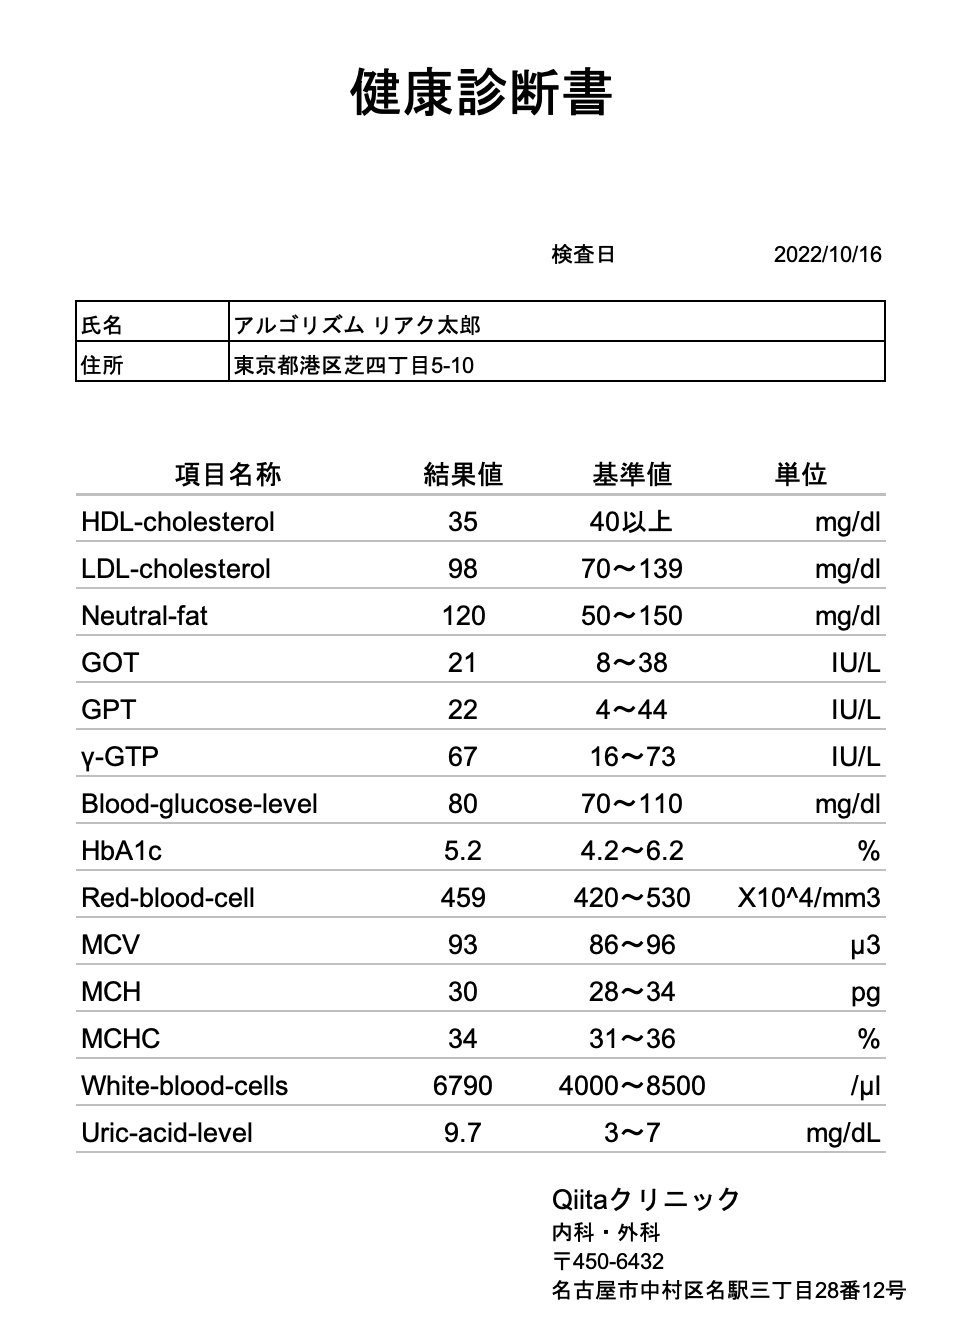 健康診断書
検査日 2022/10/16
氏名 アルゴリズム リアク太郎
住所 東京都港区芝四丁目5-10
項目名称 結果値 基準値 単位
HDL-cholesterol 35 40以上 mg/dl
LDL-cholesterol 98 70〜139 mg/dl
Neutral-fat 120 50〜150 mg/dl
GOT 21 8〜38 IU/L
GPT 22 4〜44 IU/L
γ-GTP 67 16〜73 IU/L
Blood-glucose-level 80 70〜110 mg/dl
HbA1c 5.2 4.2〜6.2 %
Red-blood-cell 459 420〜530 X10^4/mm3
MCV 93 86〜96 μ3
MCH 30 28〜34 pg
MCHC 34 31〜36 %
White-blood-cells 6790 4000〜8500 /μl
Uric-acid-level 9.7 3〜7 mg/dL
Qiitaクリニック
内科・外科
〒450-6432
名古屋市中村区名駅三丁目28番12号